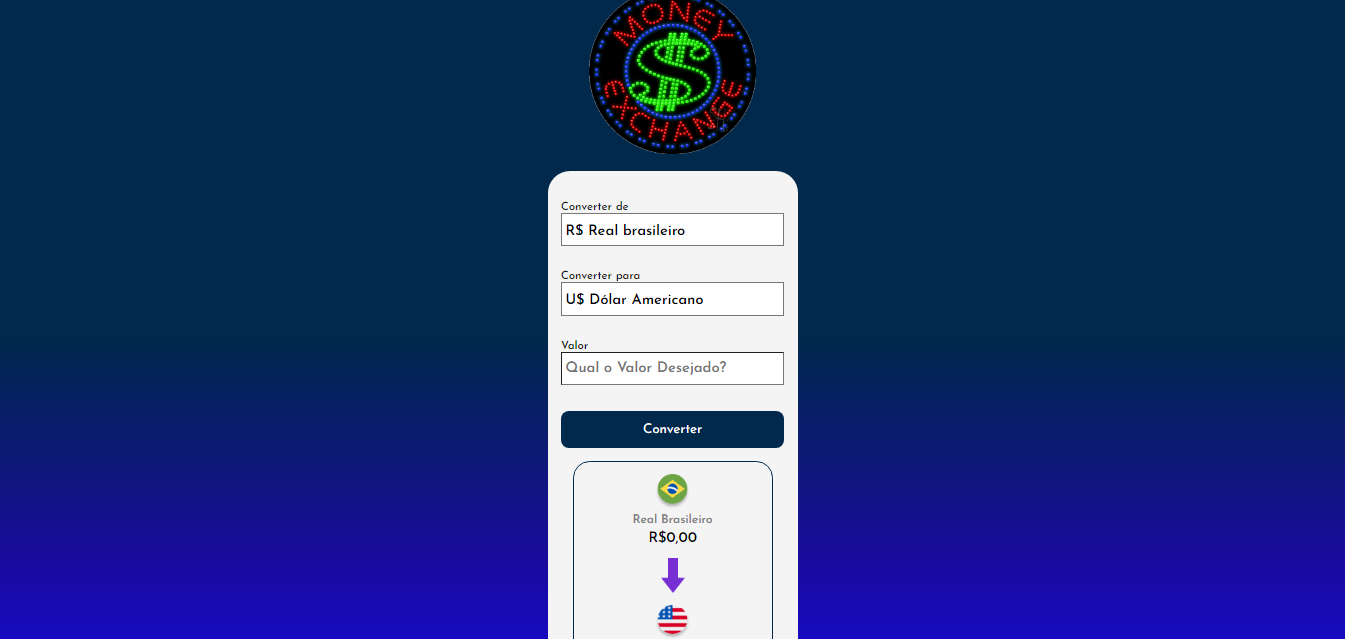 MONEY
$
EXCHANGE
Converter de
R$ Real brasileiro
Converter para
U$ Dólar Americano
Valor
Qual o Valor Desejado?
Converter
Real Brasileiro
R$0,00